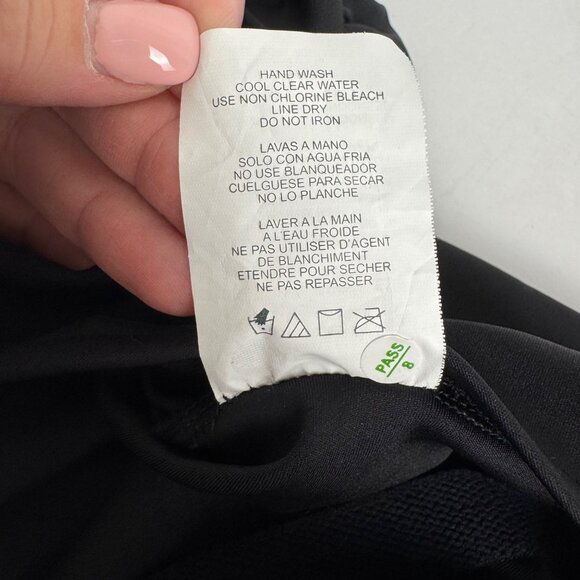 HAND WASH
COOL CLEAR WATER
USE NON CHLORINE BLEACH
LINE DRY
DO NOT IRON
LAVAS A MANO
SOLO CON AGUA FRIA
NO USE BLANQUEADOR
CUELGUESE PARA SECAR
NO LO PLANCHE
LAVER A LA MAIN
A L'EAU FROIDE
NE PAS UTILISER D'AGENT
DE BLANCHIMENT
ETENDRE POUR SECHER
NE PAS REPASSER
PASS
8